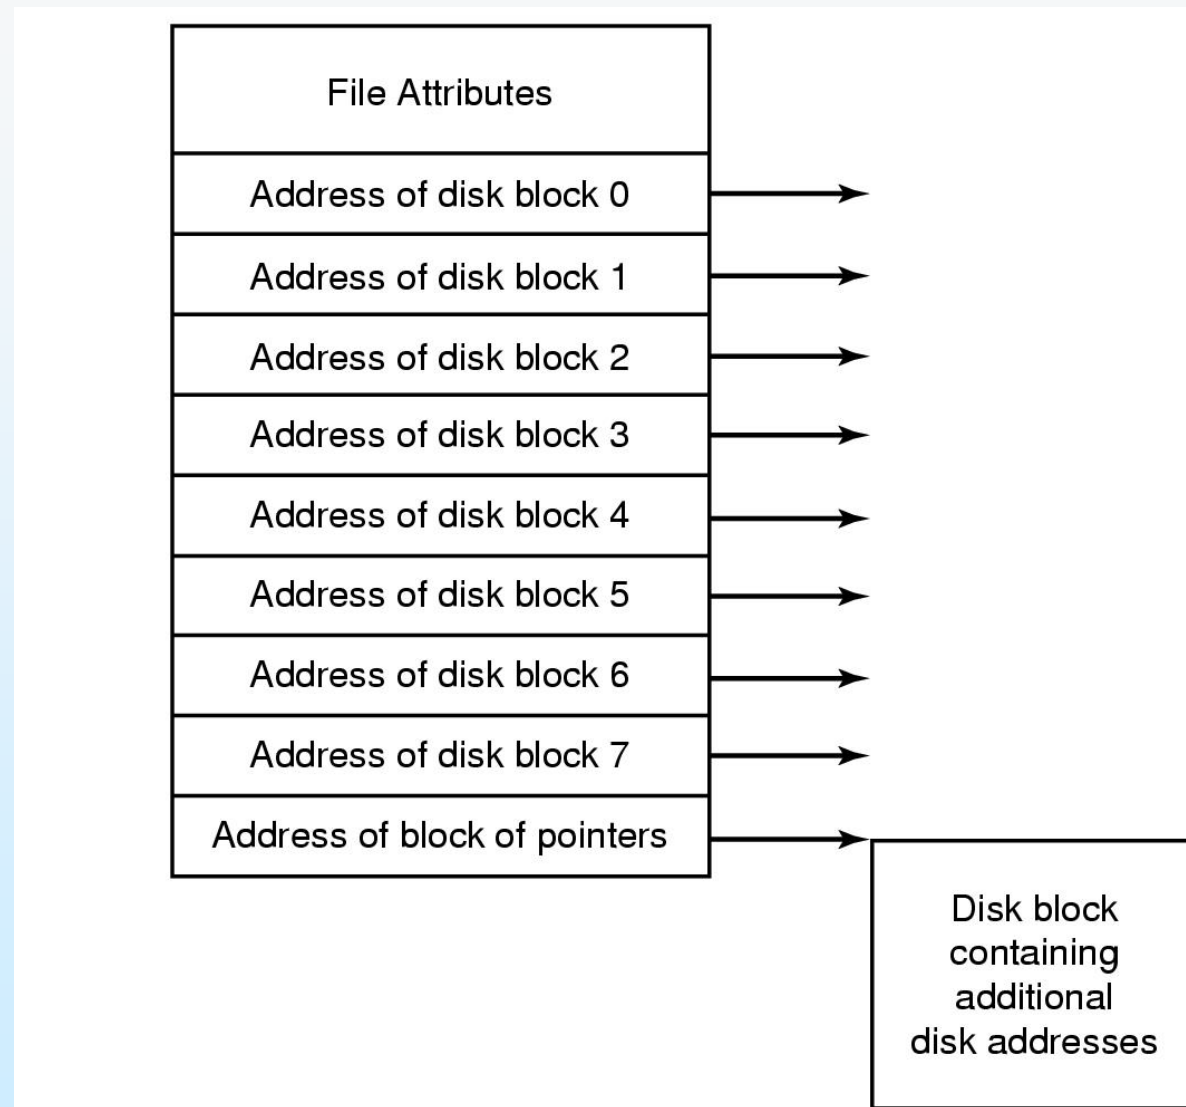 File Attributes
Address of disk block 0
Address of disk block 1
Address of disk block 2
Address of disk block 3
Address of disk block 4
Address of disk block 5
Address of disk block 6
Address of disk block 7
Address of block of pointers
Disk block
containing
additional
disk addresses